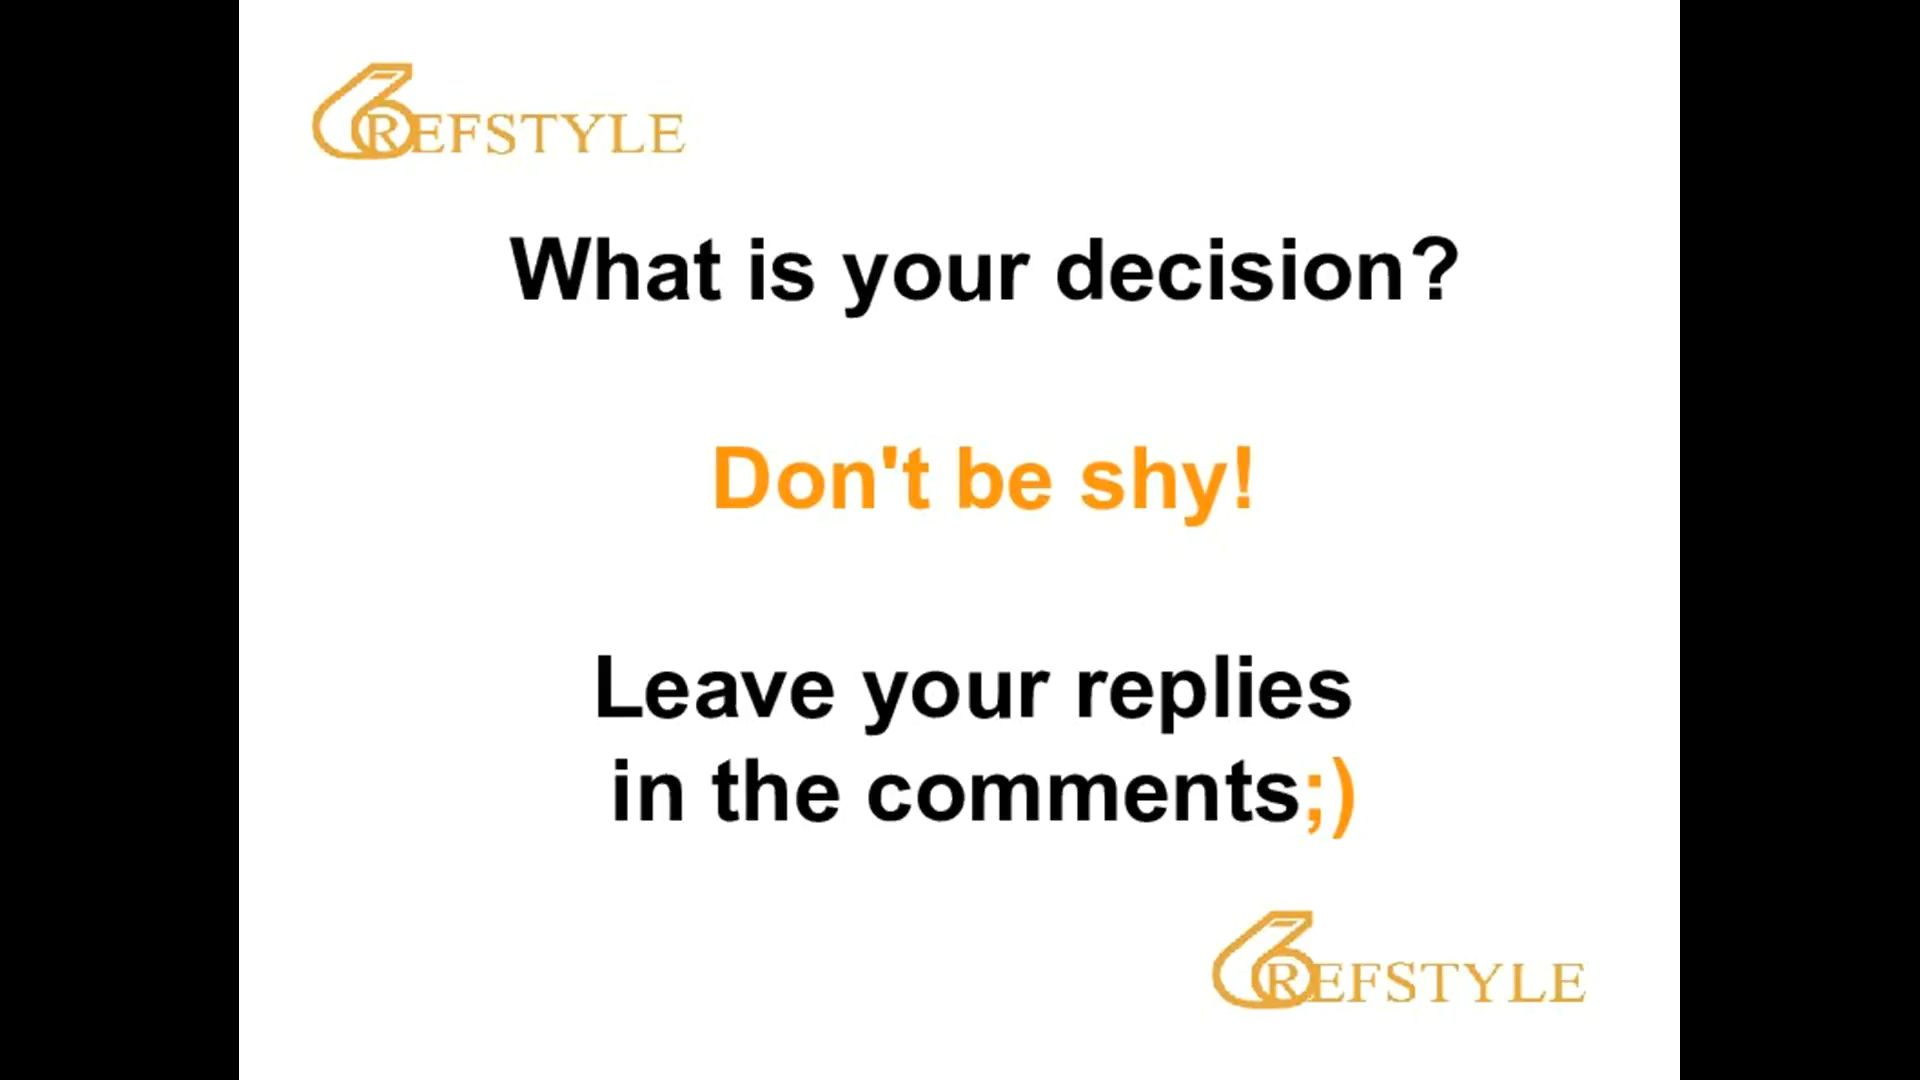 REFSTYLE
What is your decision?
Don't be shy!
Leave your replies
in the comments;)
REFSTYLE